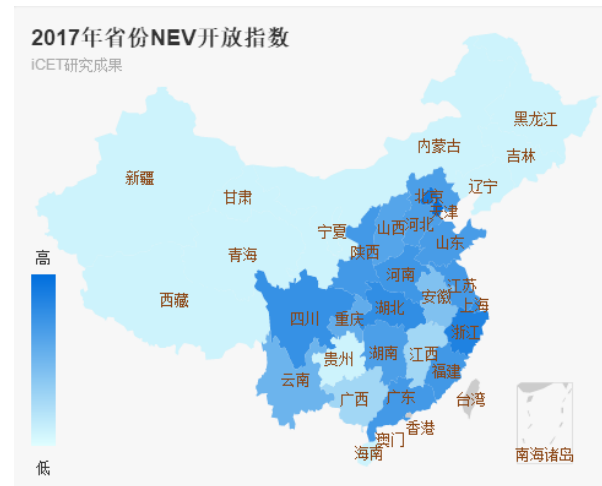 2017年省份NEV开放指数
iCET研究成果
黑龙江
内蒙古
吉林
新疆
辽宁
甘肃
北京
天津
宁夏
山西
河北
山东
陕西
青海
高
河南
江苏
安徽
上海
西藏
四川
重庆
湖北
浙江
贵州
湖南
江西
福建
云南
广西
广东
台湾
香港
澳门
海南
南海诸岛
低